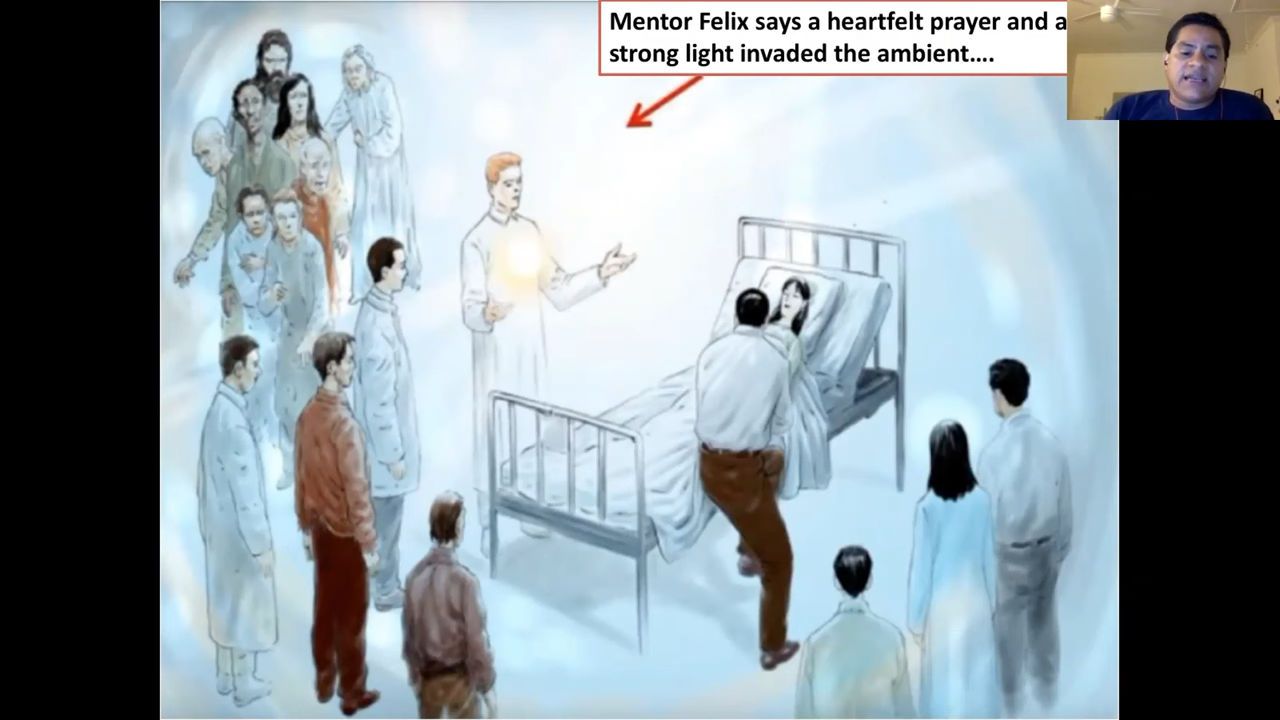 Mentor Felix says a heartfelt prayer and a
strong light invaded the ambient....